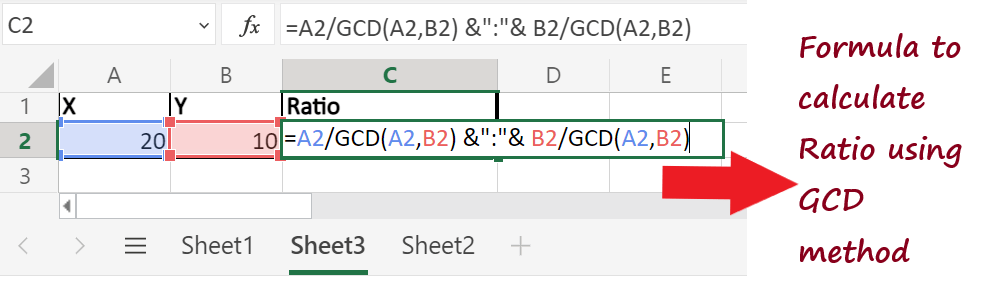 C2 fx =A2/GCD(A2,B2) &":"& B2/GCD(A2,B2)
A B C D E
1 X Y Ratio
2 20 10 =A2/GCD(A2,B2) &":"& B2/GCD(A2,B2)
3
Sheet1 Sheet3 Sheet2
Formula to
calculate
Ratio using
GCD
method